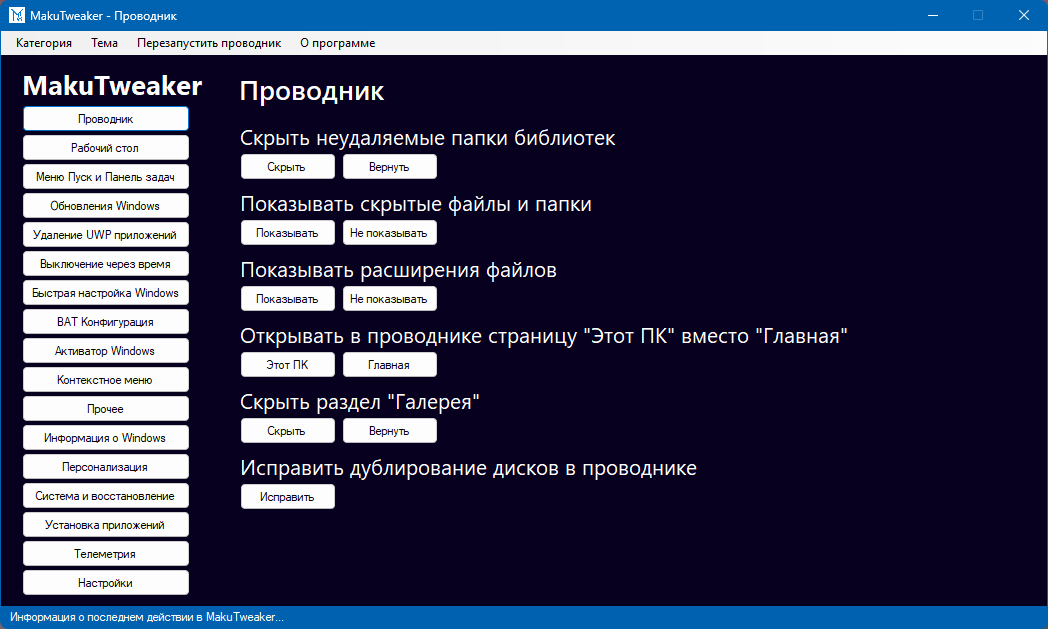 MakuTweaker - Проводник
Категория Тема Перезапустить проводник О программе
MakuTweaker
Проводник
Рабочий стол
Меню Пуск и Панель задач
Обновления Windows
Удаление UWP приложений
Выключение через время
Быстрая настройка Windows
BAT Конфигурация
Активатор Windows
Контекстное меню
Прочее
Информация о Windows
Персонализация
Система и восстановление
Установка приложений
Телеметрия
Настройки
Проводник
Скрыть неудаляемые папки библиотек
Скрыть Вернуть
Показывать скрытые файлы и папки
Показывать Не показывать
Показывать расширения файлов
Показывать Не показывать
Открывать в проводнике страницу "Этот ПК" вместо "Главная"
Этот ПК Главная
Скрыть раздел "Галерея"
Скрыть Вернуть
Исправить дублирование дисков в проводнике
Исправить
Информация о последнем действии в MakuTweaker...